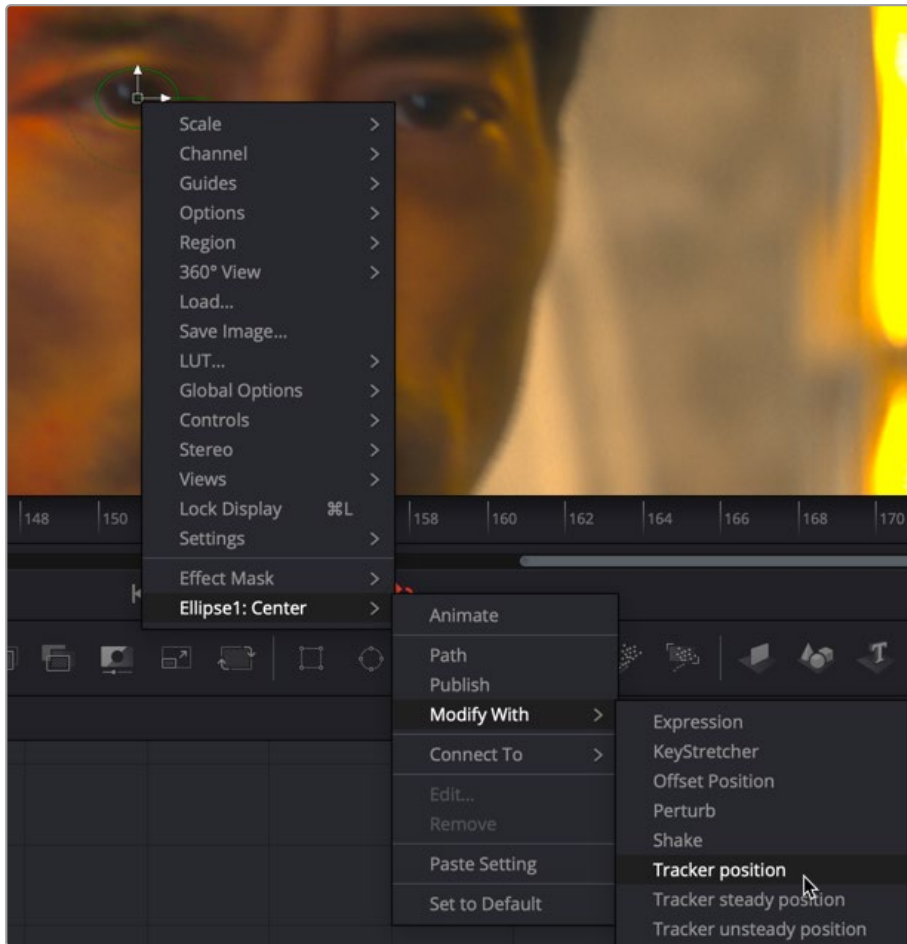 Scale
Channel
Guides
Options
Region
360° View
Load...
Save Image...
LUT...
Global Options
Controls
Stereo
Views
Lock Display ⌘L
Settings
Effect Mask
Ellipse1: Center
148 150 158 160 162 164 166 168 170
Animate
Path
Publish
Modify With
Connect To
Edit...
Remove
Paste Setting
Set to Default
Expression
KeyStretcher
Offset Position
Perturb
Shake
Tracker position
Tracker steady position
Tracker unsteady position
T